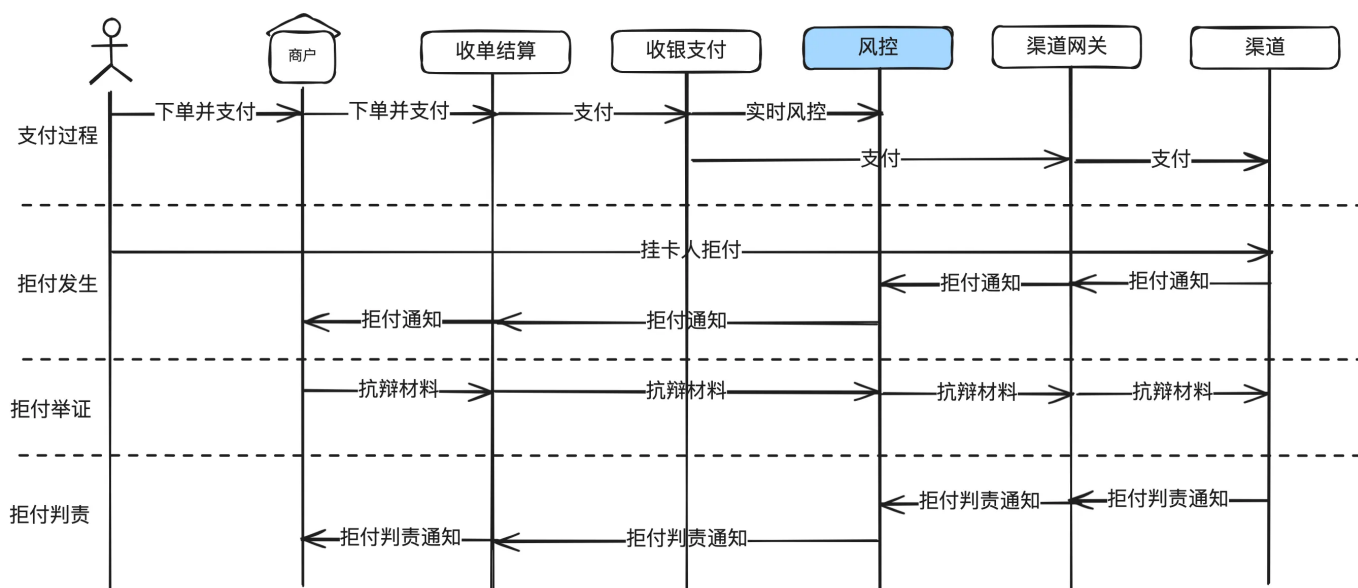 商户
收单结算
收银支付
风控
渠道网关
渠道
支付过程
下单并支付
下单并支付
支付
实时风控
支付
支付
拒付发生
挂卡人拒付
拒付通知
拒付通知
拒付通知
拒付通知
拒付举证
抗辩材料
抗辩材料
抗辩材料
抗辩材料
拒付判责
拒付判责通知
拒付判责通知
拒付判责通知
拒付判责通知